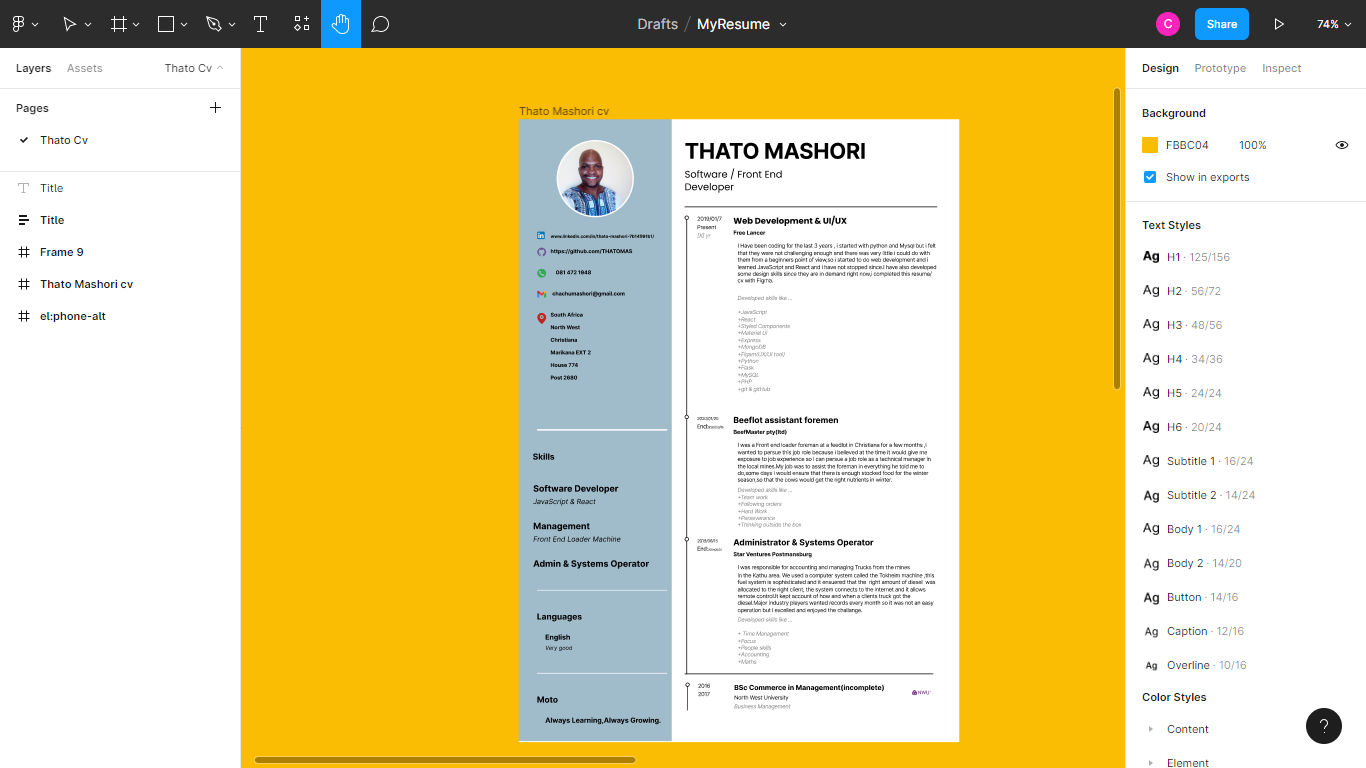 Drafts / MyResume
C
Share
74%
Layers
Assets
Thato Cv
Pages
Thato Cv
Title
Title
Frame 9
Thato Mashori cv
el:phone-alt
Thato Mashori cv
https://github.com/THATOMAS
081 472 1948
chachumashori@gmail.com
South Africa
North West
Christiana
Marikana EXT 2
House 774
Post 2680
Skills
Software Developer
JavaScript & React
Management
Front End Loader Machine
Admin & Systems Operator
Languages
English
Very good
Moto
Always Learning,Always Growing.
THATO MASHORI
Software / Front End
Developer
2019/01/7
Present
Web Development & UI/UX
Free Lancer
I Have been coding for the last 3 years , i started with python and Mysql but i felt
that they were not challenging enough and there was very little i could do with
them from a beginners point of view,so i started to do web development and i
learned JavaScript and React and i have not stopped since.i have also developed
some design skills since they are in demand right now,i completed this resume/
cv with Figma.
Developed skills like ...
+JavaScript
+React
+Styled Components
+Material UI
+Express
+MongoDB
+Figam(UX/UI tool)
+Python
+Flask
+MySQL
+PHP
+git & gitHub
End:
Beeflot assistant foremen
BeefMaster pty(ltd)
I was a Front end loader foreman at a feedlot in Christiana for a few months ,i
wanted to persue this job role because i believed at the time it would give me
exposure to job experience so i can persue a job role as a technical manager in
the local mines.My job was to assist the foreman in everything he told me to
do,some days i would ensure that there is enough stocked food for the winter
season,so that the cows would get the right nutrients in winter.
Developed skills like ...
+Team work
+Following orders
+Hard Work
+Perseverance
+Thinking outside the box
End:
Administrator & Systems Operator
Star Ventures Postmansburg
I was responsible for accounting and managing Trucks from the mines
in the Kathu area. We used a computer system called the Tokheim machine ,this
fuel system is sophisticated and it ensuered that the right amount of diesel was
allocated to the right client, the system connects to the internet and it allows
remote control.It kept account of how and when a clients truck got the
diesel.Major industry players wanted records every month so it was not an easy
operation but I excelled and enjoyed the challange.
Developed skills like ...
+ Time Management
+Focus
+People skills
+Accounting
+Maths
2016
2017
BSc Commerce in Management(incomplete)
North West University
Business Management
NWU
Design
Prototype
Inspect
Background
FBBC04
100%
Show in exports
Text Styles
Ag H1 · 125/156
Ag H2 · 56/72
Ag H3 · 48/56
Ag H4 · 34/36
Ag H5 · 24/24
Ag H6 · 20/24
Ag Subtitle 1 · 16/24
Ag Subtitle 2 · 14/24
Ag Body 1 · 16/24
Ag Body 2 · 14/20
Ag Button · 14/16
Ag Caption · 12/16
Ag Overline · 10/16
Color Styles
Content
Element
?